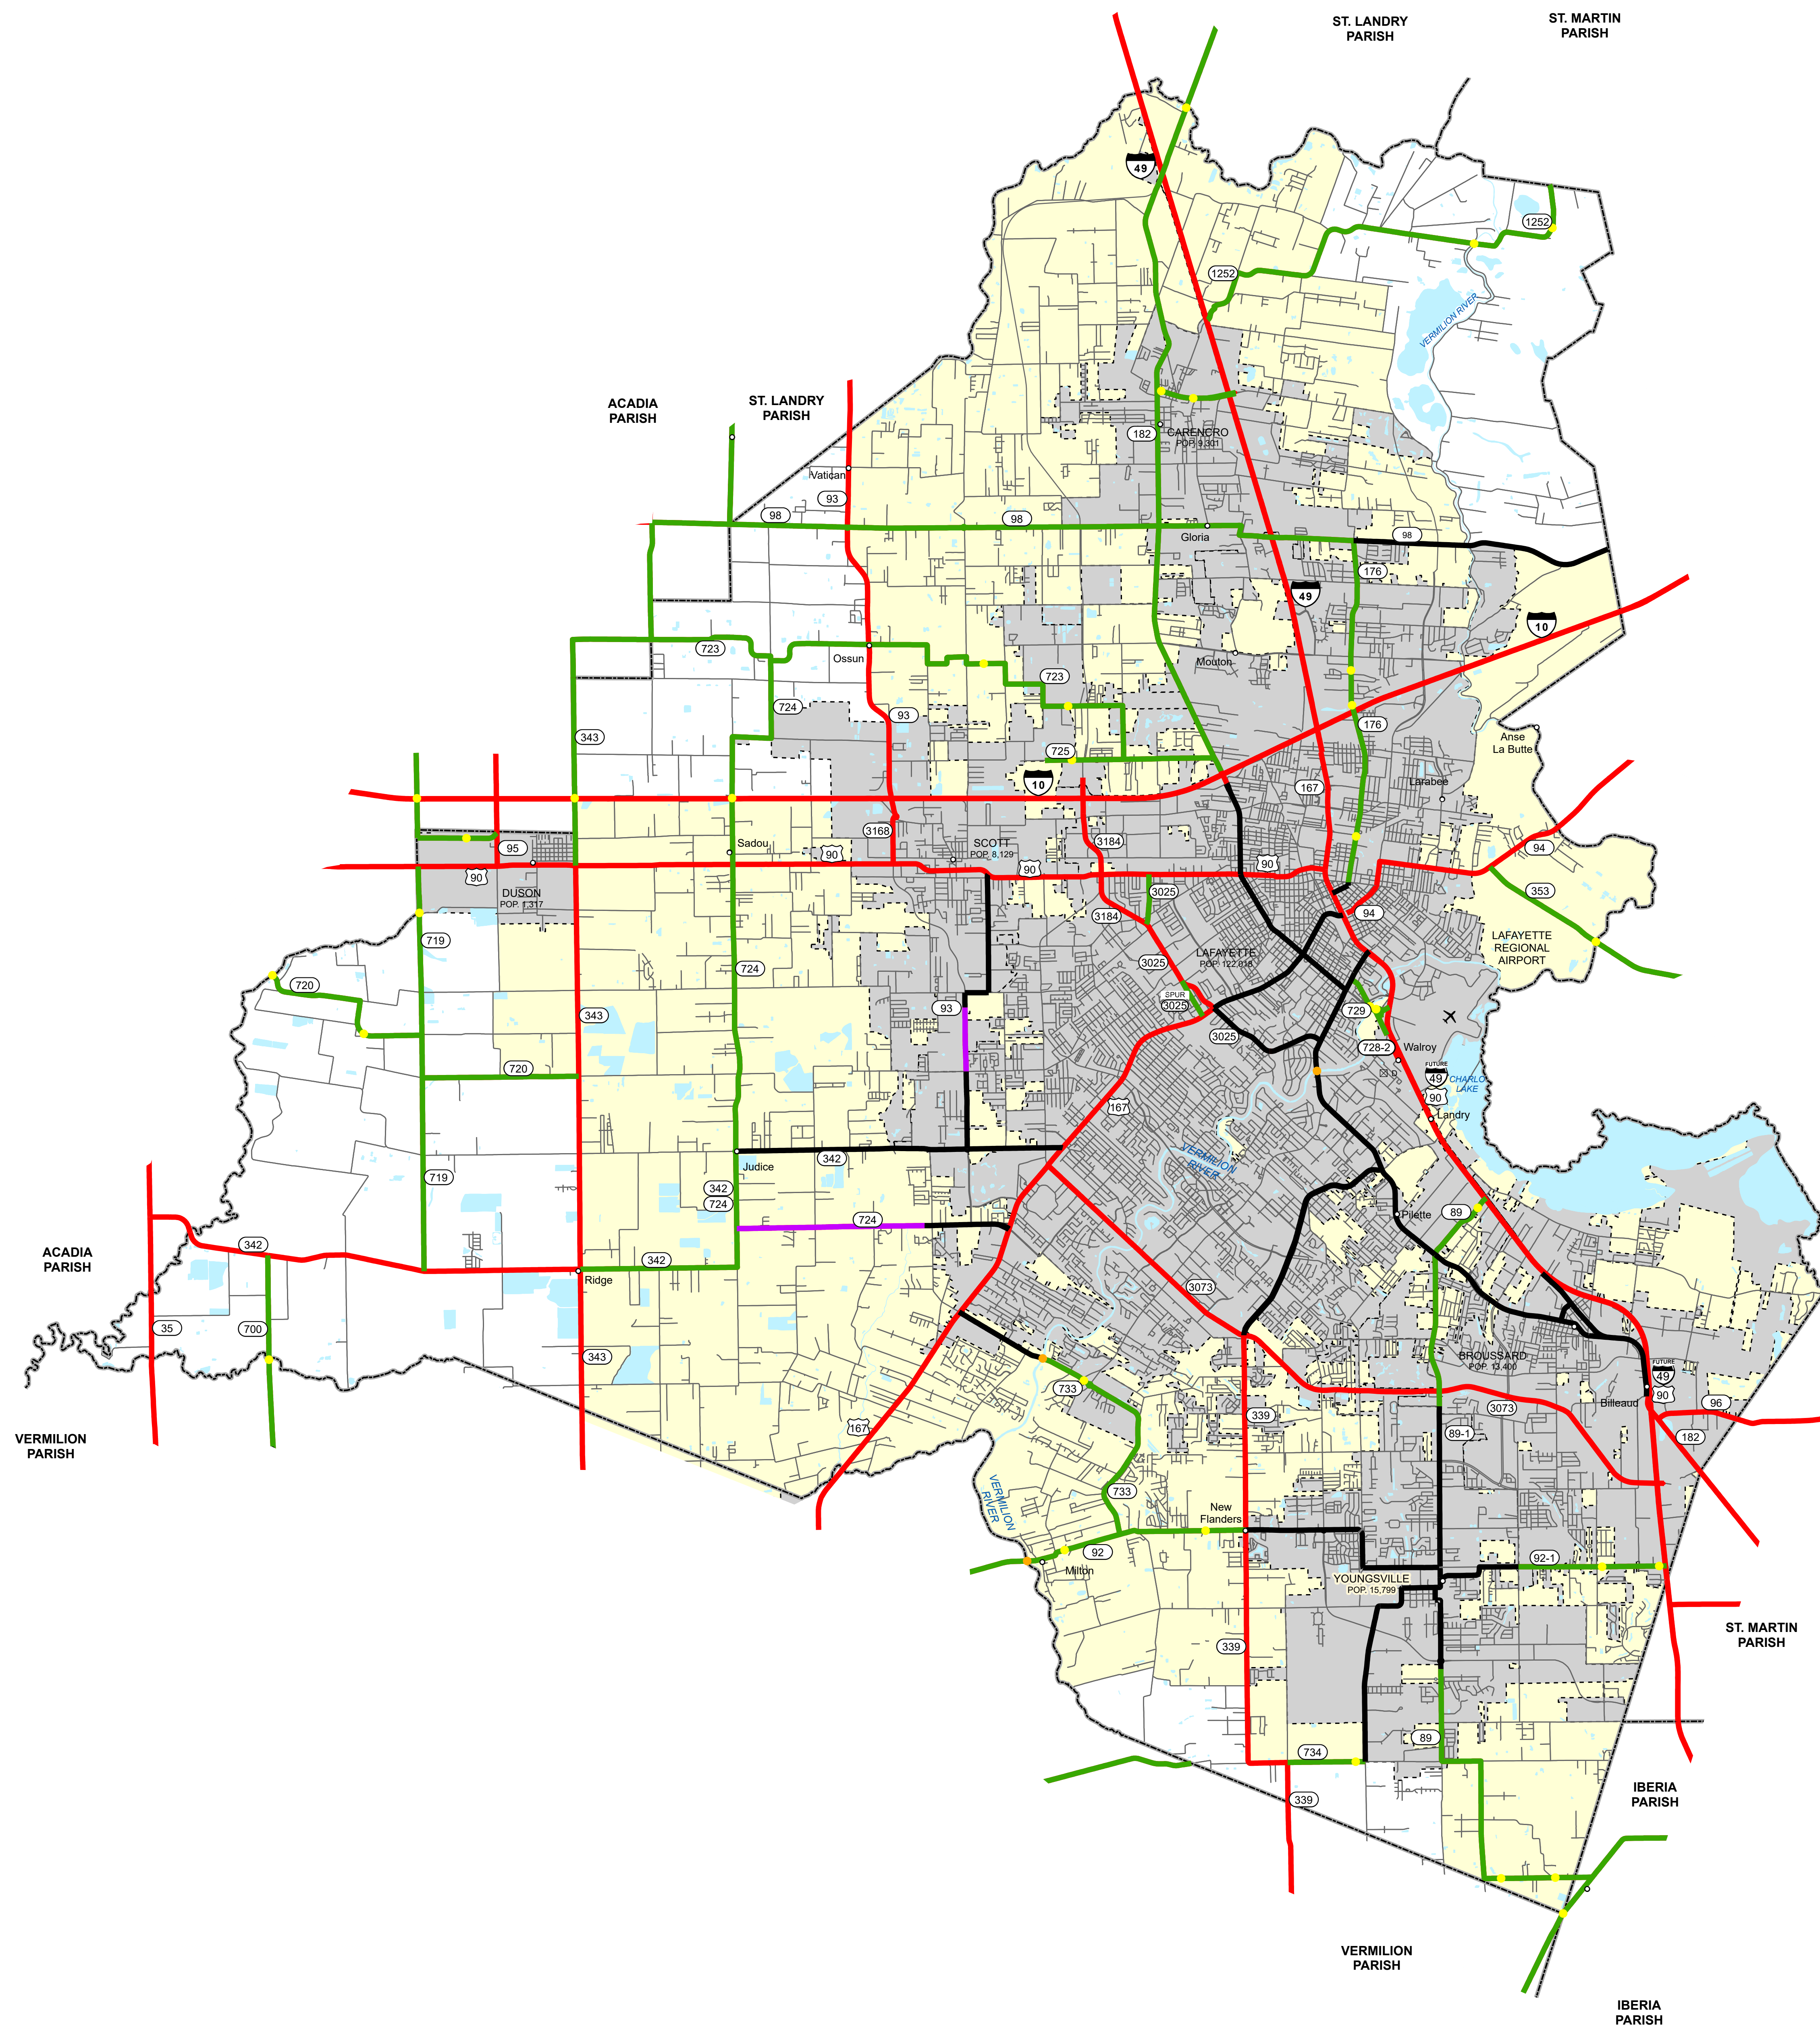 ST. LANDRY
PARISH
ST. MARTIN
PARISH
49
1252
1252
VERMILION RIVER
ACADIA
PARISH
ST. LANDRY
PARISH
182
CARENCRO
POP. 9,301
Vatican
93
98
98
Gloria
98
176
49
10
723
Ossun
Mouton
723
724
93
343
725
176
Anse
La Butte
10
167
Larabee
3168
SCOTT
POP. 8,129
3184
95
Sadou
90
90
90
94
90
DUSON
POP. 1,317
3025
353
3184
94
719
LAFAYETTE
POP. 122,018
LAFAYETTE
REGIONAL
AIRPORT
724
3025
720
SPUR
3025
93
343
729
3025
728-2
Walroy
720
FUTURE
49
90
CHARLO
LAKE
167
Landry
342
Judice
VERMILION
RIVER
719
342
724
724
89
Pilette
342
ACADIA
PARISH
342
Ridge
3073
35
700
343
BROUSSARD
POP. 13,400
FUTURE
49
90
733
Billeaud
96
339
3073
167
89-1
182
VERMILION
PARISH
VERMILION
RIVER
733
New
Flanders
92
Milton
92-1
YOUNGSVILLE
POP. 15,799
ST. MARTIN
PARISH
339
734
89
339
IBERIA
PARISH
VERMILION
PARISH
IBERIA
PARISH